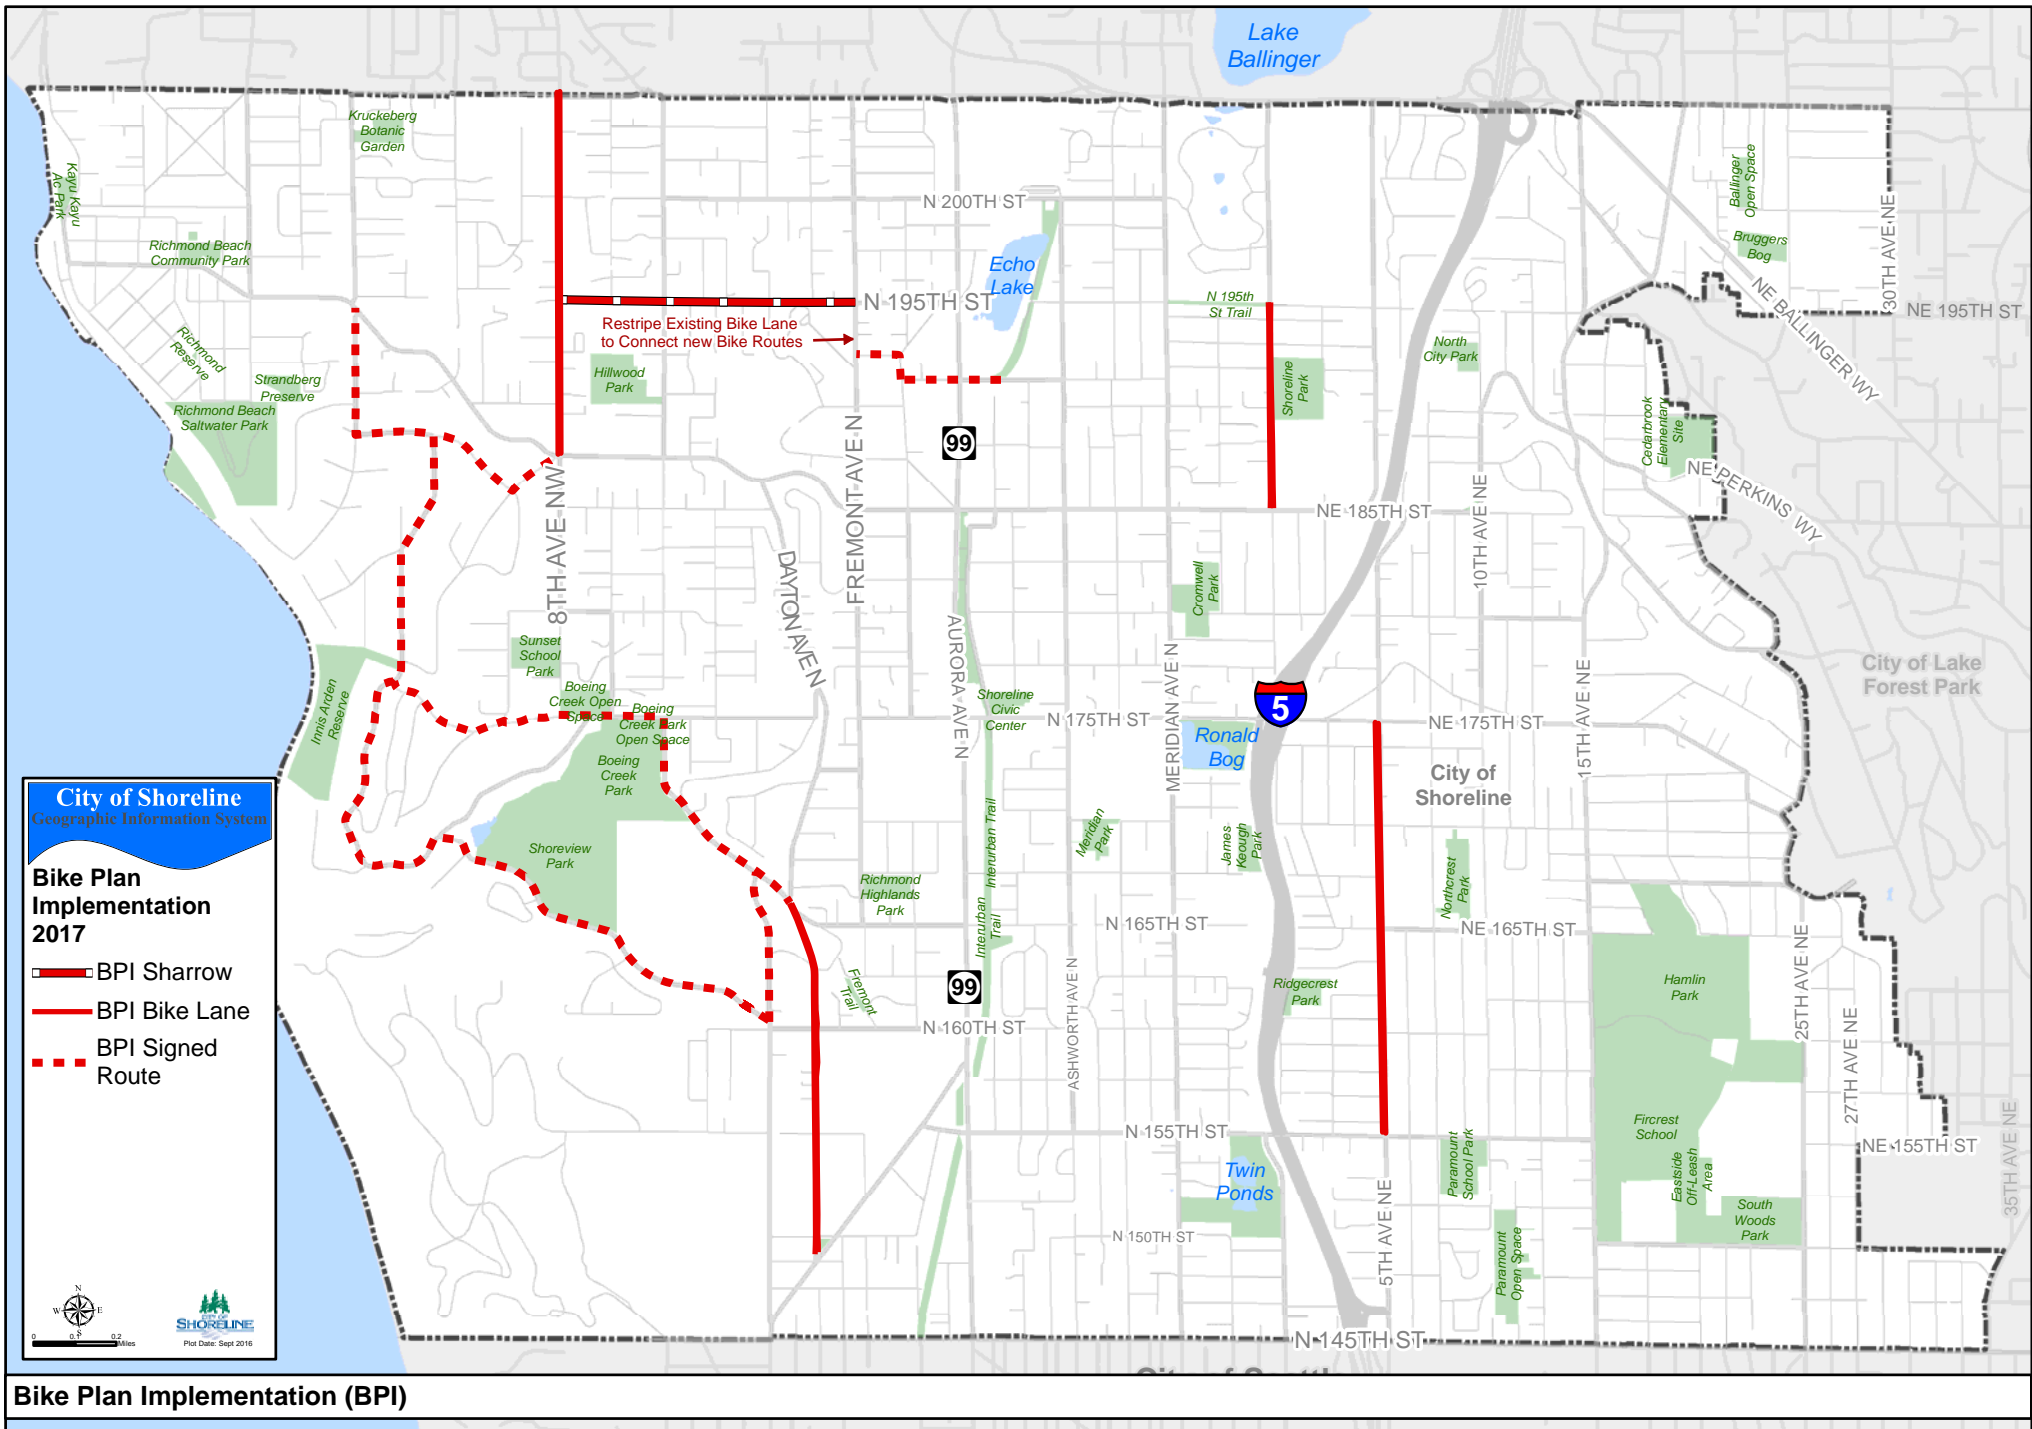 Lake
Ballinger
Kruckeberg
Botanic
Garden
Kayu Kayu
Ac Park
Richmond Beach
Community Park
N 200TH ST
Echo
Lake
N 195TH ST
Restripe Existing Bike Lane
to Connect new Bike Routes
N 195th
St Trail
Ballinger
Open Space
Bruggers
Bog
30TH AVE NE
NE BALLINGER WY
NE 195TH ST
Richmond
Reserve
Strandberg
Preserve
Richmond Beach
Saltwater Park
Hillwood
Park
Shoreline
Park
North
City Park
Cedarbrook
Elementary
Site
NE PERKINS WY
99
8TH AVE NW
DAYTON AVE N
FREMONT AVE N
NE 185TH ST
10TH AVE NE
Cromwell
Park
AURORA AVE N
MERIDIAN AVE N
15TH AVE NE
City of Lake
Forest Park
Sunset
School
Park
Innis Arden
Reserve
Boeing
Creek Open
Space
Boeing
Creek Park
Open Space
Boeing
Creek
Park
Shoreline
Civic
Center
N 175TH ST
5
Ronald
Bog
NE 175TH ST
City of
Shoreline
Shoreview
Park
Interurban Trail
Meridian
Park
James
Keough
Park
Northcrest
Park
Richmond
Highlands
Park
Interurban
Trail
N 165TH ST
NE 165TH ST
Fremont
Trail
99
N 160TH ST
ASHWORTH AVE N
Ridgecrest
Park
Hamlin
Park
25TH AVE NE
27TH AVE NE
N 155TH ST
Twin
Ponds
Paramount
School Park
Fircrest
School
Eastside
Off-Leash
Area
South
Woods
Park
NE 155TH ST
35TH AVE NE
N 150TH ST
5TH AVE NE
Paramount
Open Space
N 145TH ST
City of Shoreline
Geographic Information System
Bike Plan
Implementation
2017
BPI Sharrow
BPI Bike Lane
BPI Signed
Route
N
W
E
S
0
0.1
0.2
Miles
CITY OF
SHORELINE
Plot Date: Sept 2016
Bike Plan Implementation (BPI)